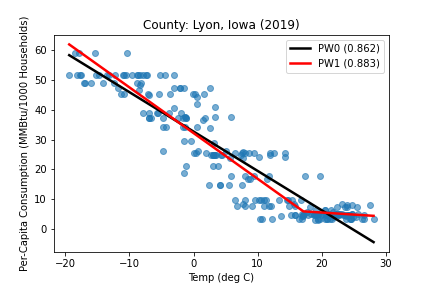 County: Lyon, Iowa (2019)
Per-Capita Consumption (MMBtu/1000 Households)
60
50
40
30
20
10
0
PW0 (0.862)
PW1 (0.883)
−20
−10
0
10
20
30
Temp (deg C)